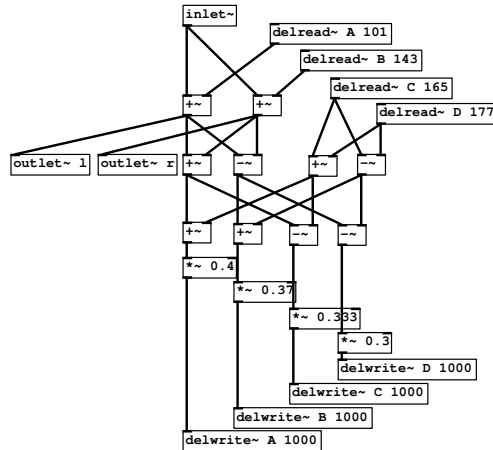 inlet~
delread~ A 101
delread~ B 143
delread~ C 165
+~ +~
delread~ D 177
outlet~ l outlet~ r +~ -~ +~ -~
+~ +~ -~ -~
*~ 0.4
*~ 0.37
*~ 0.333
*~ 0.3
delwrite~ D 1000
delwrite~ C 1000
delwrite~ B 1000
delwrite~ A 1000